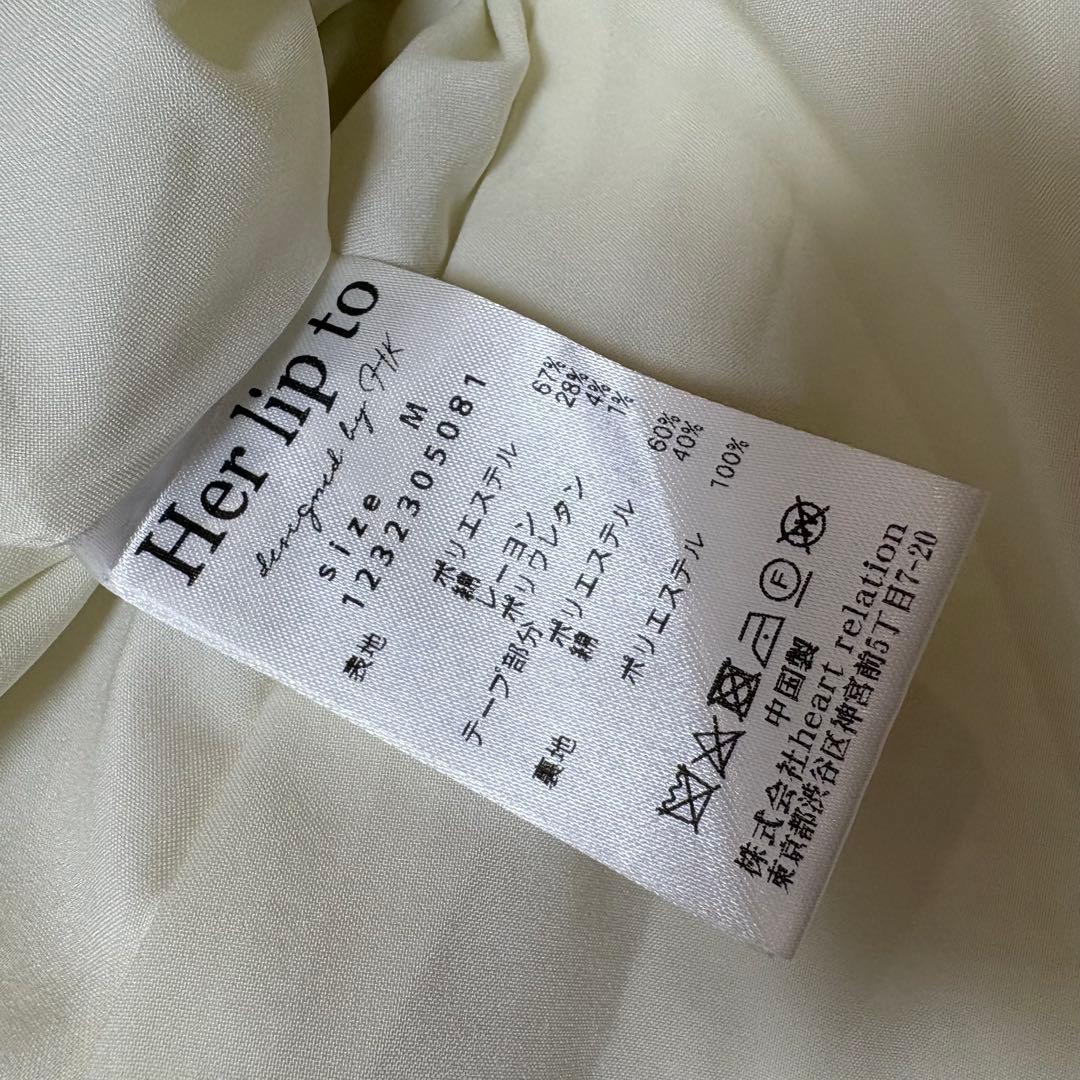 Her lip to
designed by HK
size M
1232305081
表地
ポリエステル 67%
綿 28%
レーヨン 4%
ポリウレタン 1%
テープ部分
ポリエステル 60%
綿 40%
裏地
ポリエステル 100%
F W
中国製
株式会社heart relation
東京都渋谷区神宮前5丁目7-20